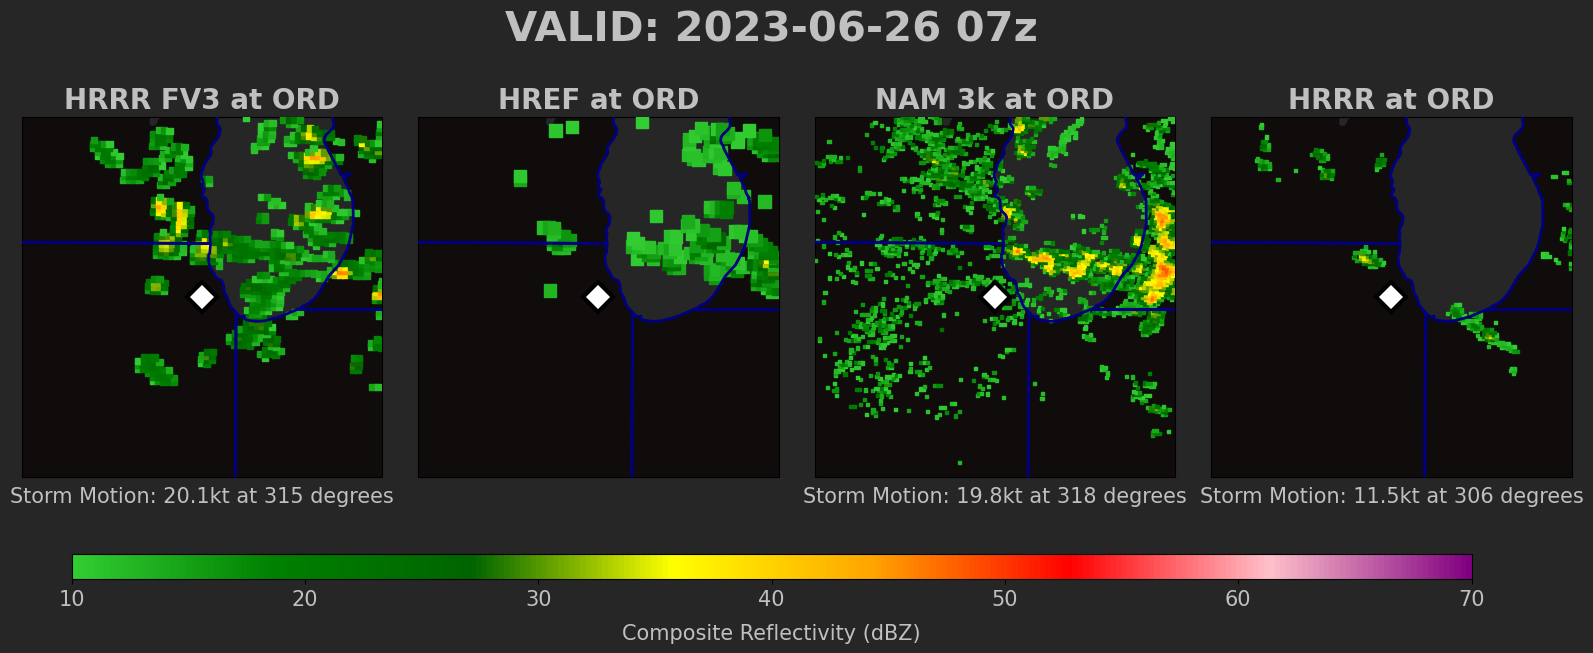 VALID: 2023-06-26 07z
HRRR FV3 at ORD
HREF at ORD
NAM 3k at ORD
HRRR at ORD
Storm Motion: 20.1kt at 315 degrees
Storm Motion: 19.8kt at 318 degrees
Storm Motion: 11.5kt at 306 degrees
10 20 30 40 50 60 70
Composite Reflectivity (dBZ)